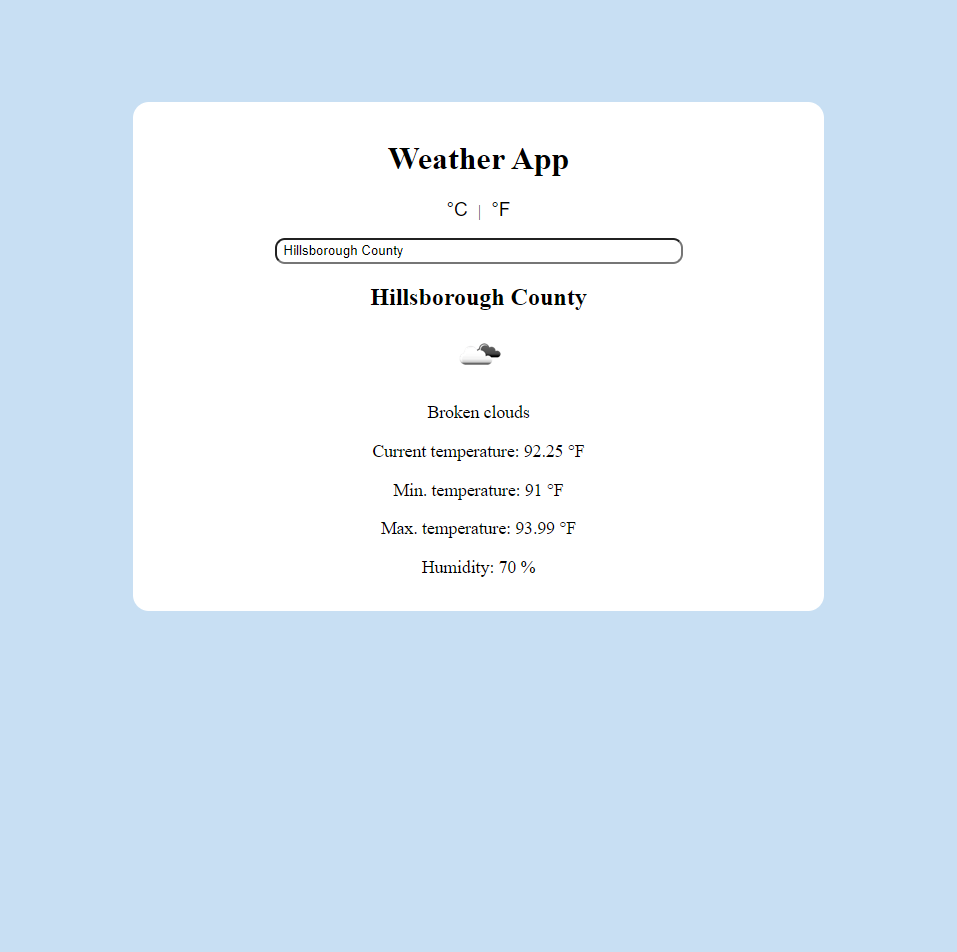 Weather App
°C | °F
Hillsborough County
Hillsborough County
Broken clouds
Current temperature: 92.25 °F
Min. temperature: 91 °F
Max. temperature: 93.99 °F
Humidity: 70 %